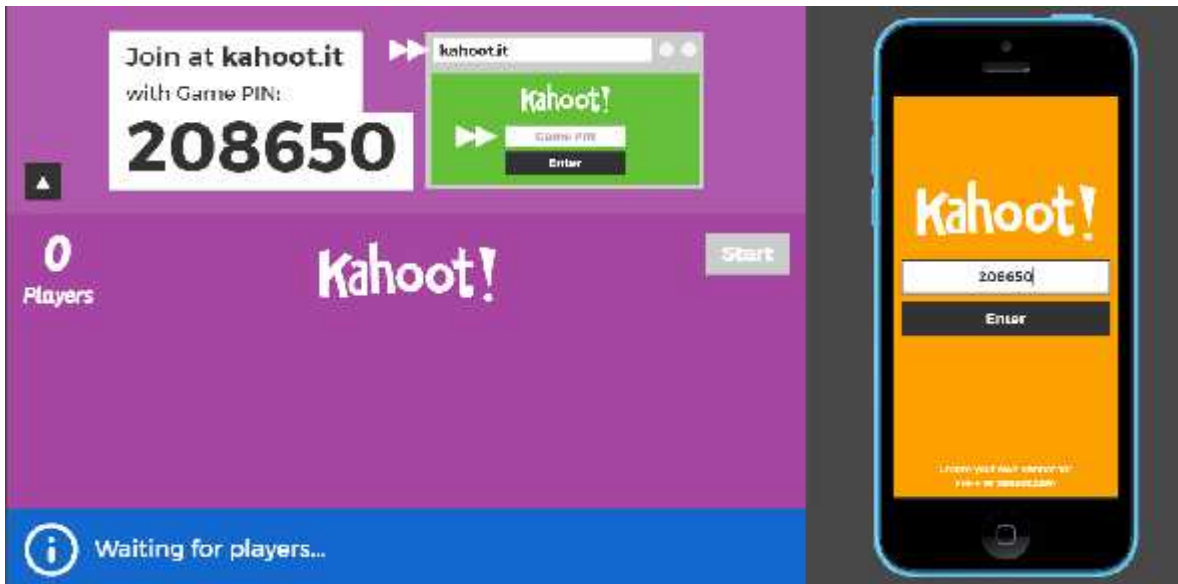 Join at kahoot.it
with Game PIN:
208650
kahoot.it
Kahoot!
Game PIN
Enter
0
Players
Kahoot!
Start
Waiting for players...
Kahoot!
208650
Enter